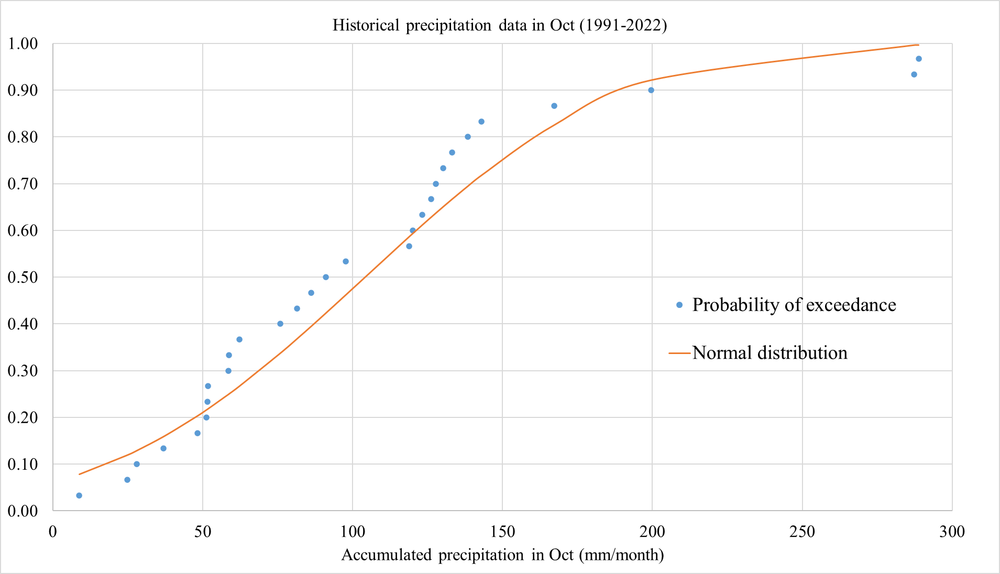 Historical precipitation data in Oct (1991-2022)
1.00
0.90
0.80
0.70
0.60
0.50
0.40
0.30
0.20
0.10
0.00
Probability of exceedance
Normal distribution
0 50 100 150 200 250 300
Accumulated precipitation in Oct (mm/month)